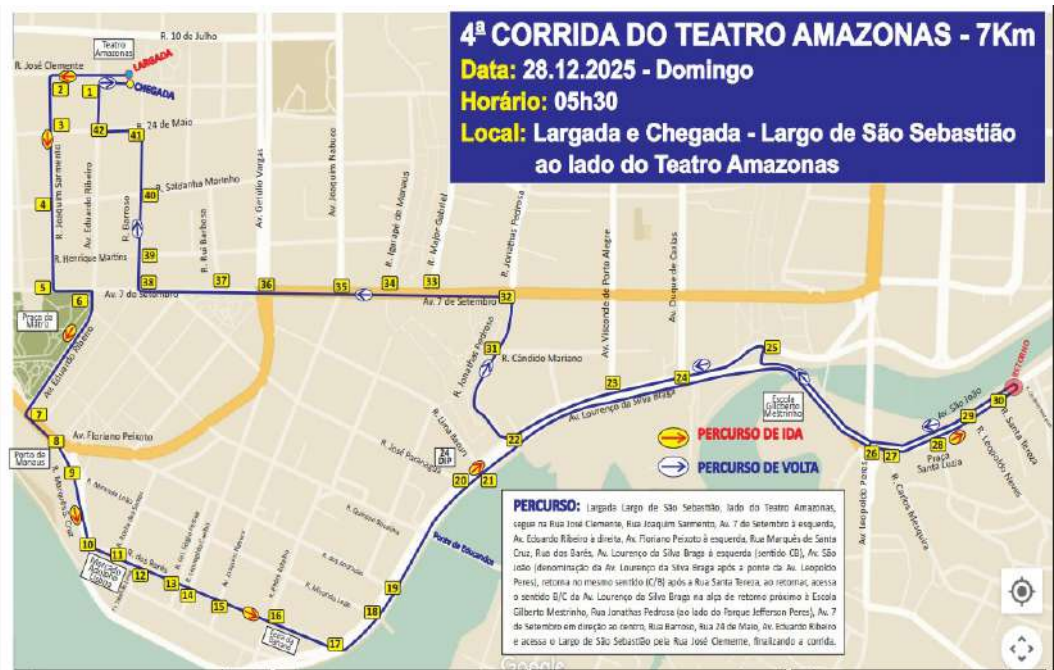 4ª CORRIDA DO TEATRO AMAZONAS - 7Km
Data: 28.12.2025 - Domingo
Horário: 05h30
Local: Largada e Chegada - Largo de São Sebastião
ao lado do Teatro Amazonas
R. 10 de Julho
Teatro
Amazonas
LARGADA
R. José Clemente
CHEGADA
2
1
3
42
41
R. 24 de Maio
R. Joaquim Sarmento
Av. Eduardo Ribeiro
R. Barroso
4
40
R. Saldanha Marinho
R. Rui Barbosa
Av. Getúlio Vargas
Av. Joaquim Nabuco
R. Igarapé de Manaus
R. Major Gabriel
R. Jonathas Pedrosa
Av. Visconde de Porto Alegre
Av. Duque de Caxias
R. Henrique Martins
39
5
6
Av. 7 de Setembro
38
37
36
35
34
33
Av. 7 de Setembro
32
Praça da
Matriz
Av. Eduardo Ribeiro
R. Jonathas Pedrosa
31
R. Cândido Mariano
25
23
24
Av. Lourenço da Silva Braga
Escola
Gilberto
Mestrinho
RETORNO
Av. São João
30
29
28
R. Santa Tereza
R. Leopoldo Neves
Praça
Santa Luzia
26
27
Av. Leopoldo Peres
R. Carlos Mesquita
7
8
Av. Floriano Peixoto
Porto de
Manaus
9
10
11
12
13
14
15
16
17
18
19
20
21
22
R. dos Barés
Mercado
Adolpho
Lisboa
R. José Paranaguá
24
DIP
Ponte de Educandos
PERCURSO DE IDA
PERCURSO DE VOLTA
PERCURSO: Largada Largo de São Sebastião, lado do Teatro Amazonas,
segue na Rua José Clemente, Rua Joaquim Sarmento, Av. 7 de Setembro à esquerda,
Av. Eduardo Ribeiro à direita, Av. Floriano Peixoto à esquerda, Rua Marquês de Santa
Cruz, Rua dos Barés, Av. Lourenço da Silva Braga à esquerda (sentido CB), Av. São
João (denominação da Av. Lourenço da Silva Braga após a ponte da Av. Leopoldo
Peres), retorna no mesmo sentido (C/B) após a Rua Santa Tereza, ao retornar, acessa
o sentido B/C da Av. Lourenço da Silva Braga na alça de retorno próximo à Escola
Gilberto Mestrinho, Rua Jonathas Pedrosa (ao lado do Parque Jefferson Peres), Av. 7
de Setembro em direção ao centro, Rua Barroso, Rua 24 de Maio, Av. Eduardo Ribeiro
e acessa o Largo de São Sebastião pela Rua José Clemente, finalizando a corrida.
Google